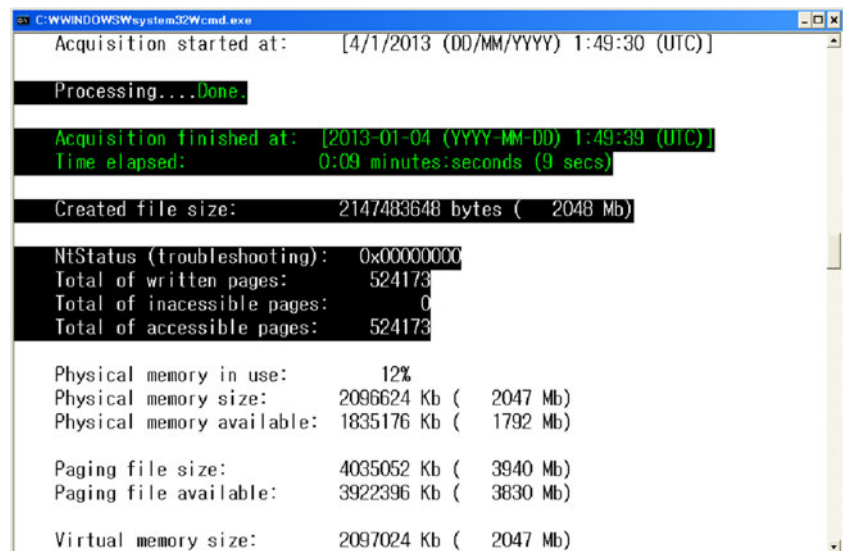 C:\WINDOWS\system32\cmd.exe
Acquisition started at: [4/1/2013 (DD/MM/YYYY) 1:49:30 (UTC)]
Processing....Done.
Acquisition finished at: [2013-01-04 (YYYY-MM-DD) 1:49:39 (UTC)]
Time elapsed: 0:09 minutes:seconds (9 secs)
Created file size: 2147483648 bytes ( 2048 Mb)
NtStatus (troubleshooting): 0x00000000
Total of written pages: 524173
Total of inacessible pages: 0
Total of accessible pages: 524173
Physical memory in use: 12%
Physical memory size: 2096624 Kb ( 2047 Mb)
Physical memory available: 1835176 Kb ( 1792 Mb)
Paging file size: 4035052 Kb ( 3940 Mb)
Paging file available: 3922396 Kb ( 3830 Mb)
Virtual memory size: 2097024 Kb ( 2047 Mb)